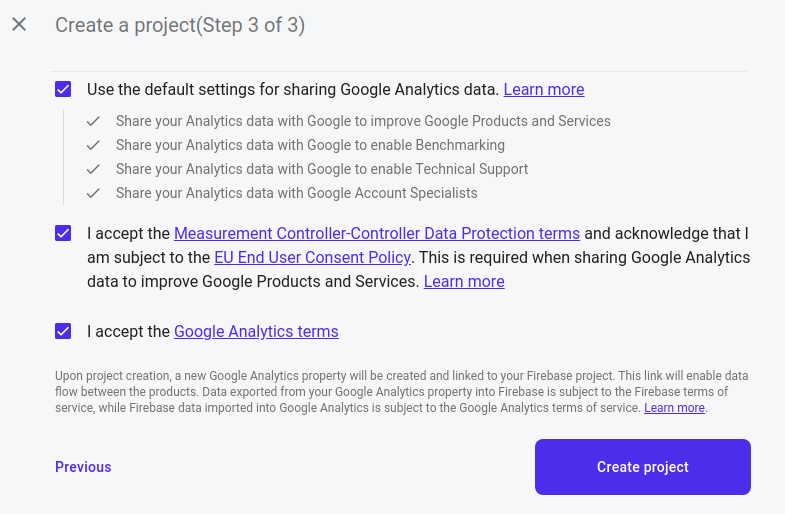 Create a project(Step 3 of 3)
Use the default settings for sharing Google Analytics data. Learn more
Share your Analytics data with Google to improve Google Products and Services
Share your Analytics data with Google to enable Benchmarking
Share your Analytics data with Google to enable Technical Support
Share your Analytics data with Google Account Specialists
I accept the Measurement Controller-Controller Data Protection terms and acknowledge that I
am subject to the EU End User Consent Policy. This is required when sharing Google Analytics
data to improve Google Products and Services. Learn more
I accept the Google Analytics terms
Upon project creation, a new Google Analytics property will be created and linked to your Firebase project. This link will enable data
flow between the products. Data exported from your Google Analytics property into Firebase is subject to the Firebase terms of
service, while Firebase data imported into Google Analytics is subject to the Google Analytics terms of service. Learn more.
Previous
Create project